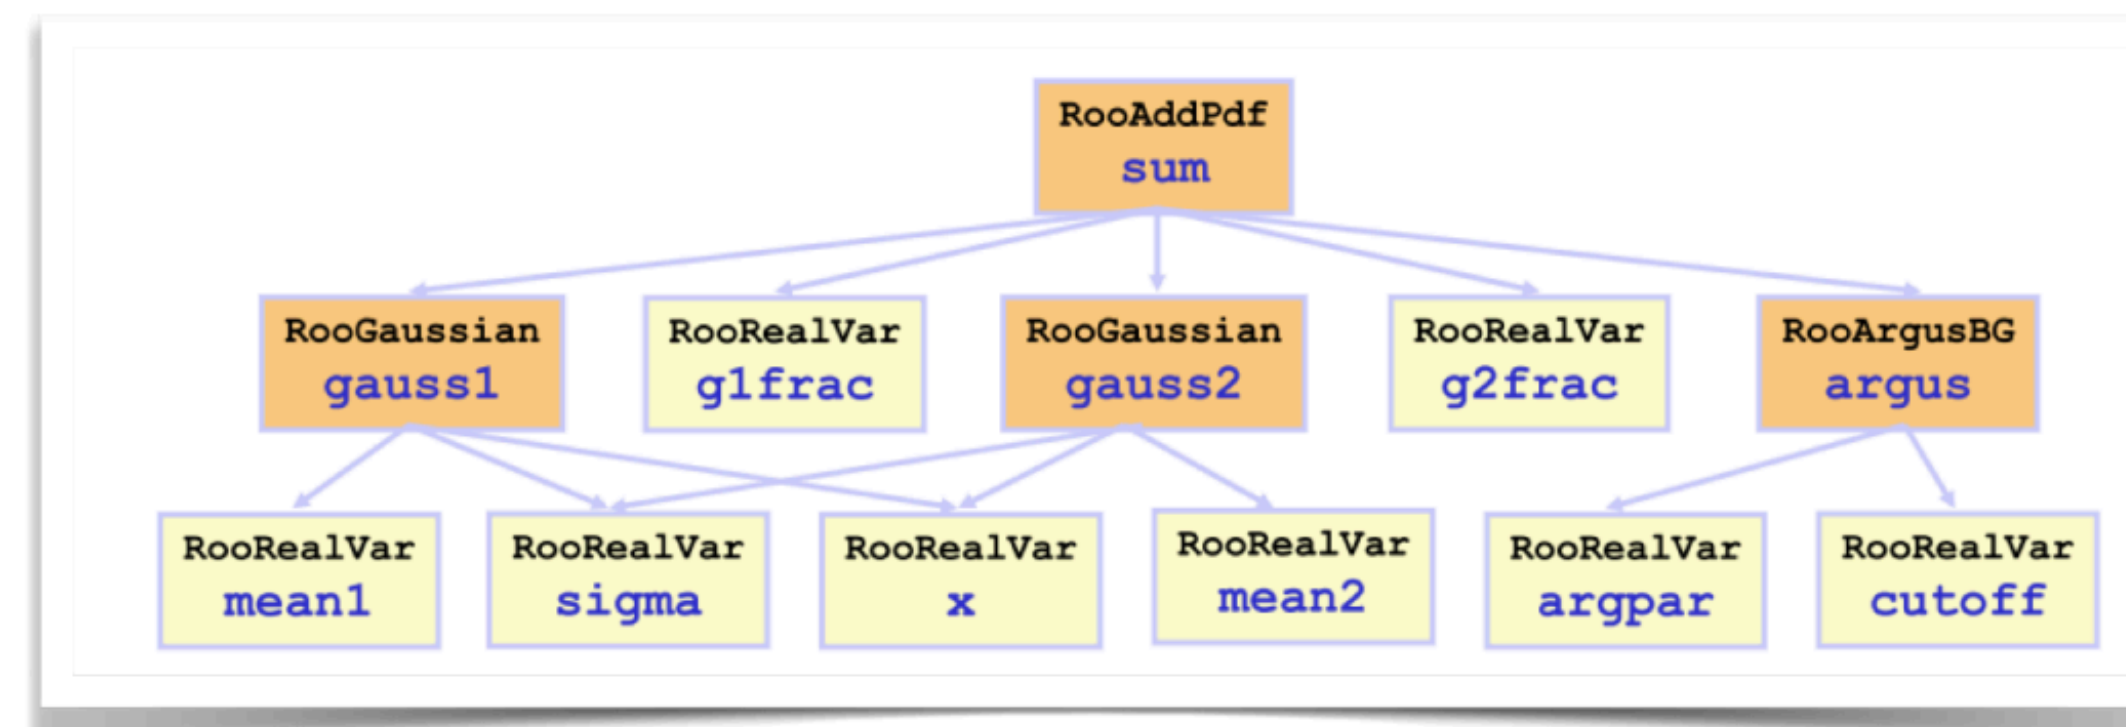 RooAddPdf
sum
RooGaussian
gauss1
RooRealVar
g1frac
RooGaussian
gauss2
RooRealVar
g2frac
RooArgusBG
argus
RooRealVar
mean1
RooRealVar
sigma
RooRealVar
x
RooRealVar
mean2
RooRealVar
argpar
RooRealVar
cutoff